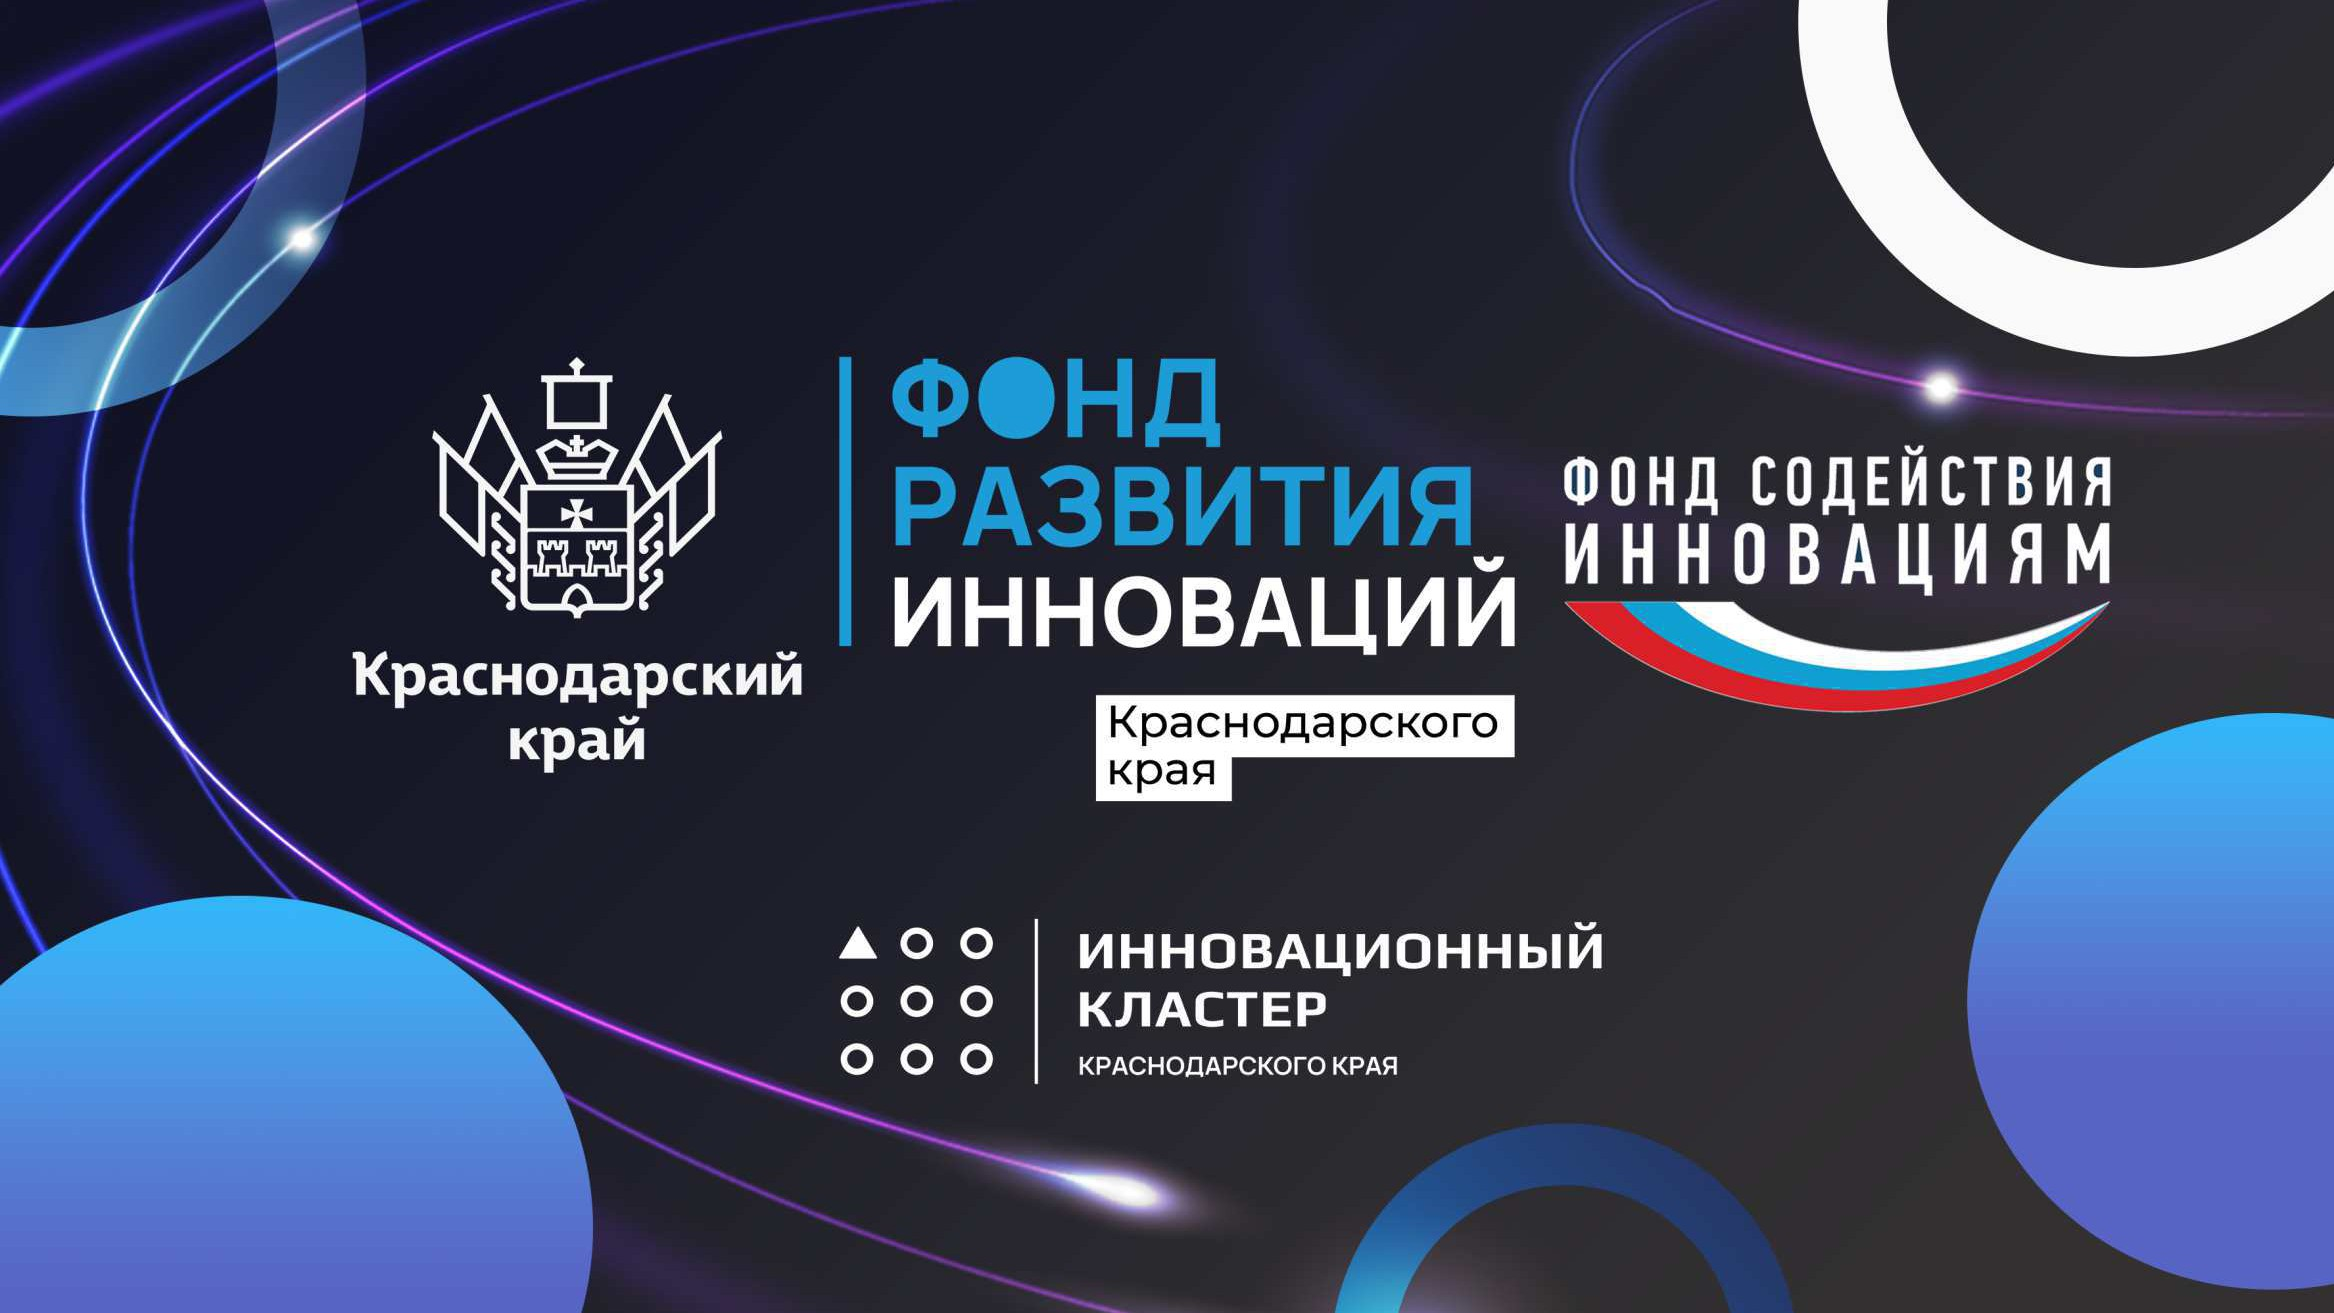 Краснодарский
край
ФОНД
РАЗВИТИЯ
ИННОВАЦИЙ
Краснодарского
края
ФОНД СОДЕЙСТВИЯ
ИННОВАЦИЯМ
ИННОВАЦИОННЫЙ
КЛАСТЕР
КРАСНОДАРСКОГО КРАЯ